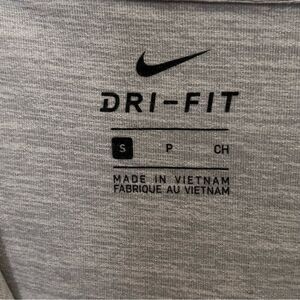 DRI-FIT
S P CH
MADE IN VIETNAM
FABRIQUE AU VIETNAM